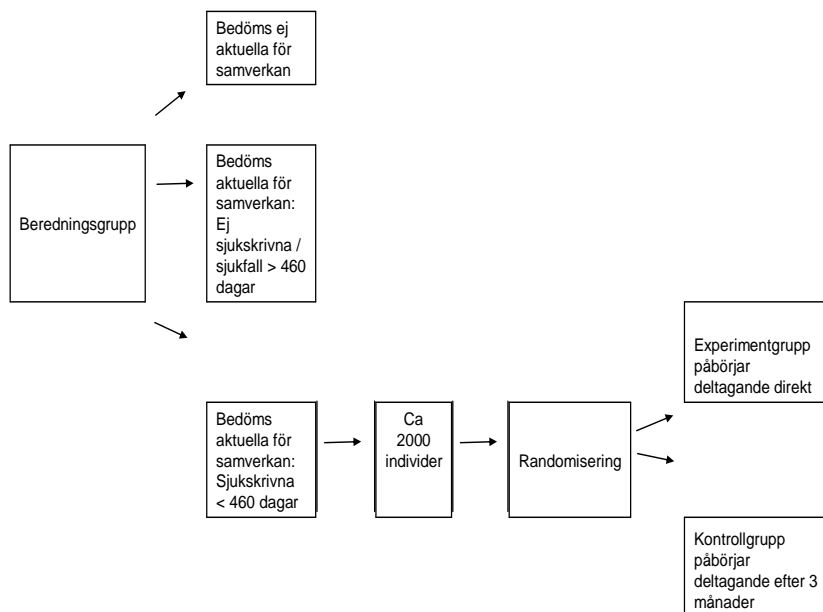 Bedöms ej
aktuella för
samverkan
Beredningsgrupp
Bedöms
aktuella för
samverkan:
Ej
sjukskrivna /
sjukfall > 460
dagar
Bedöms
aktuella för
samverkan:
Sjukskrivna
< 460 dagar
Ca
2000
individer
Randomisering
Experimentgrupp
påbörjar
deltagande direkt
Kontrollgrupp
påbörjar
deltagande efter 3
månader